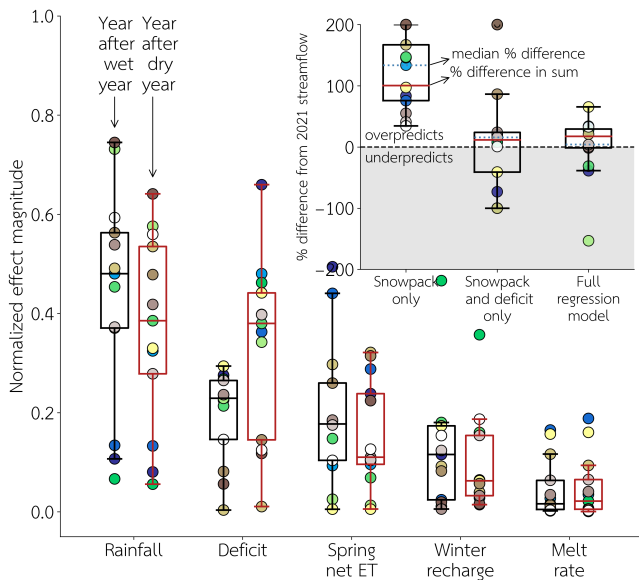 Normalized effect magnitude
1.0
0.8
0.6
0.4
0.2
0.0
Year
after
wet
year
Year
after
dry
year
Rainfall
Deficit
Spring
net ET
Winter
recharge
Melt
rate
% difference from 2021 streamflow
200
100
0
−100
−200
median % difference
% difference in sum
overpredicts
underpredicts
Snowpack
only
Snowpack
and deficit
only
Full
regression
model